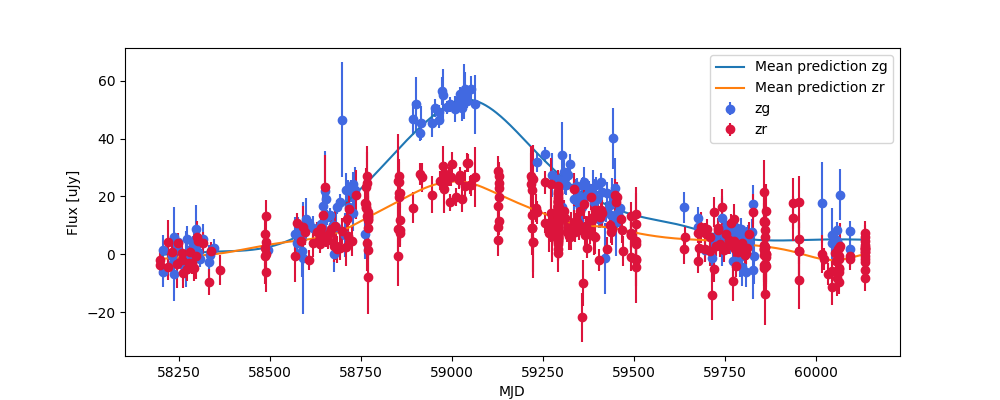 Flux [uJy]
60
40
20
0
−20
58250 58500 58750 59000 59250 59500 59750 60000
MJD
Mean prediction zg
Mean prediction zr
zg
zr